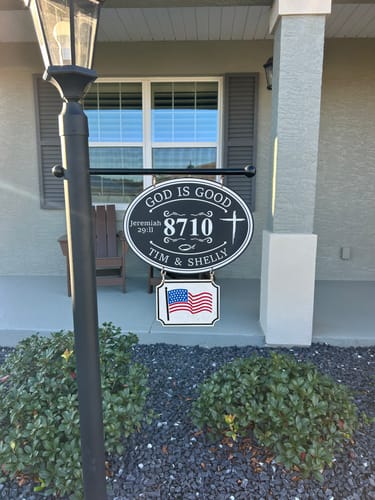 GOD IS GOOD
Jeremiah
29:11
8710
TIM & SHELLY